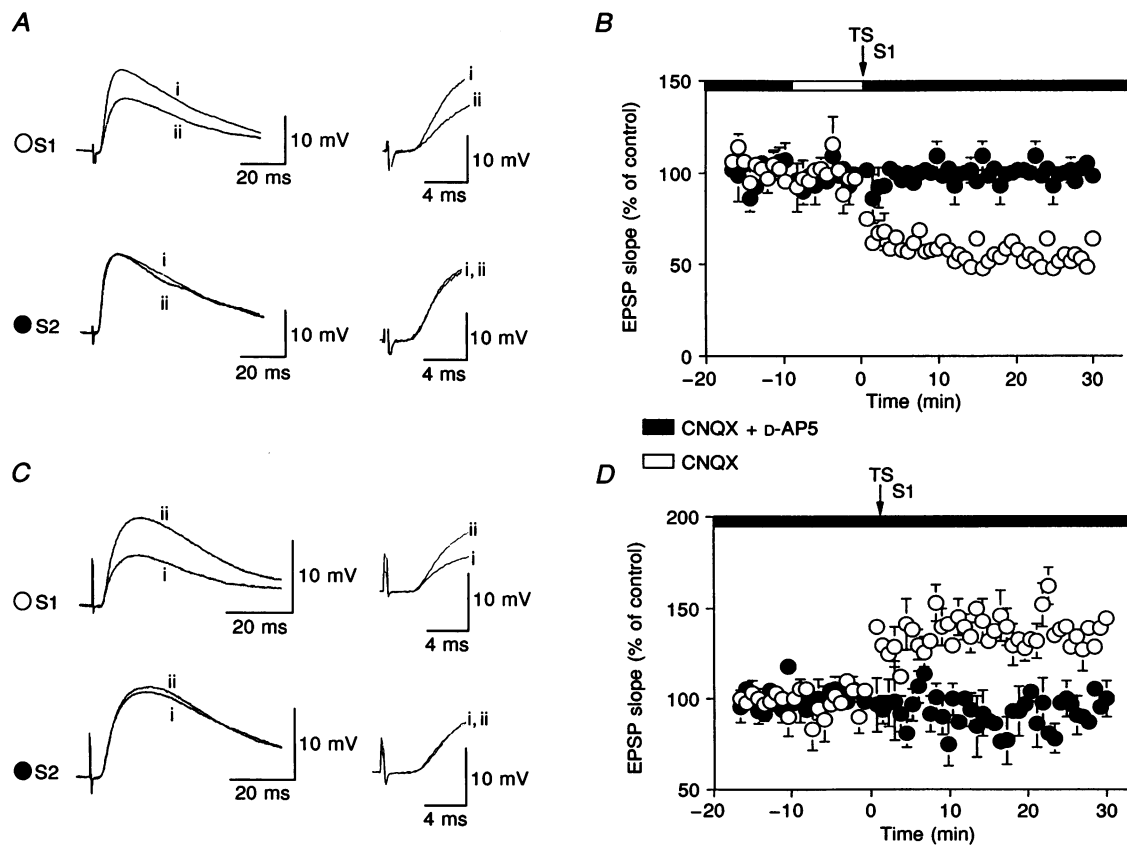 A
i
ii
S1
10 mV
20 ms
i
ii
10 mV
4 ms
i
ii
S2
10 mV
20 ms
i, ii
10 mV
4 ms
B
TS
S1
150
100
50
0
EPSP slope (% of control)
−20
−10
0
10
20
30
Time (min)
CNQX + D-AP5
CNQX
C
ii
i
S1
10 mV
20 ms
ii
i
10 mV
4 ms
ii
i
S2
10 mV
20 ms
i, ii
10 mV
4 ms
D
TS
S1
200
150
100
50
EPSP slope (% of control)
−20
−10
0
10
20
30
Time (min)